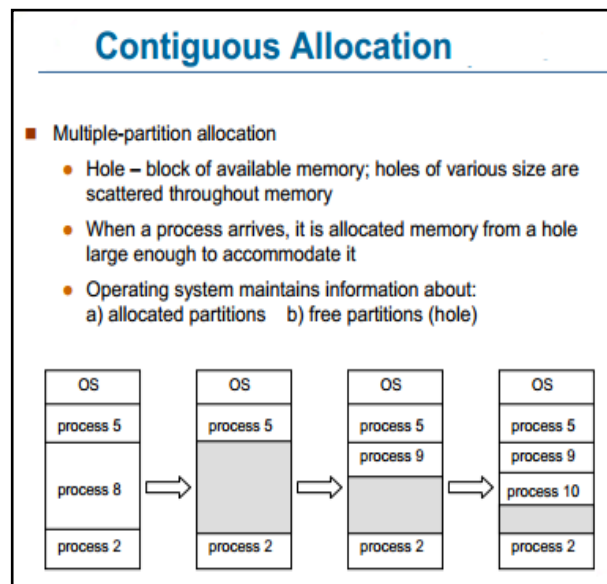 Contiguous Allocation
Multiple-partition allocation
Hole – block of available memory; holes of various size are
scattered throughout memory
When a process arrives, it is allocated memory from a hole
large enough to accommodate it
Operating system maintains information about:
a) allocated partitions b) free partitions (hole)
OS
process 5
process 8
process 2
OS
process 5
process 2
OS
process 5
process 9
process 2
OS
process 5
process 9
process 10
process 2